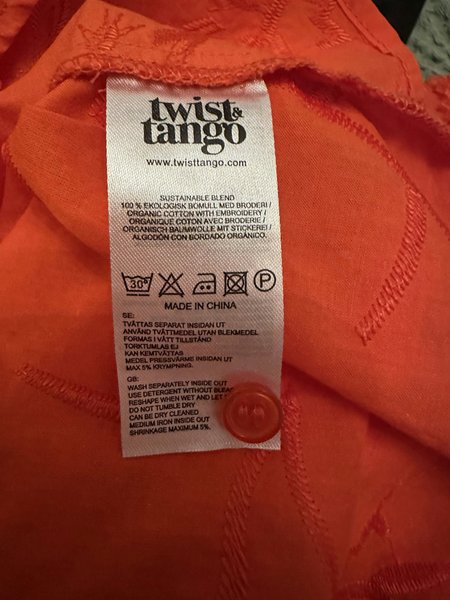 twist&
tango
www.twisttango.com
SUSTAINABLE BLEND
100 % EKOLOGISK BOMULL MED BRODERI /
ORGANIC COTTON WITH EMBROIDERY /
ORGANIQUE COTON AVEC BRODERIE /
ORGANISCH BAUMWOLLE MIT STICKEREI /
ALGODÓN CON BORDADO ORGÁNICO.
30° P
MADE IN CHINA
SE:
TVÄTTAS SEPARAT INSIDAN UT
ANVÄND TVÄTTMEDEL UTAN BLEKMEDEL
FORMAS I VÅTT TILLSTÅND
TORKTUMLAS EJ
KAN KEMTVÄTTAS
MEDEL PRESSVÄRME INSIDAN UT
MAX 5% KRYMPNING.
GB:
WASH SEPARATELY INSIDE OUT
USE DETERGENT WITHOUT
RESHAPE WHEN WET AND LET
DO NOT TUMBLE DRY
CAN BE DRY CLEANED
MEDIUM IRON INSIDE OUT
SHRINKAGE MAXIMUM 5%.